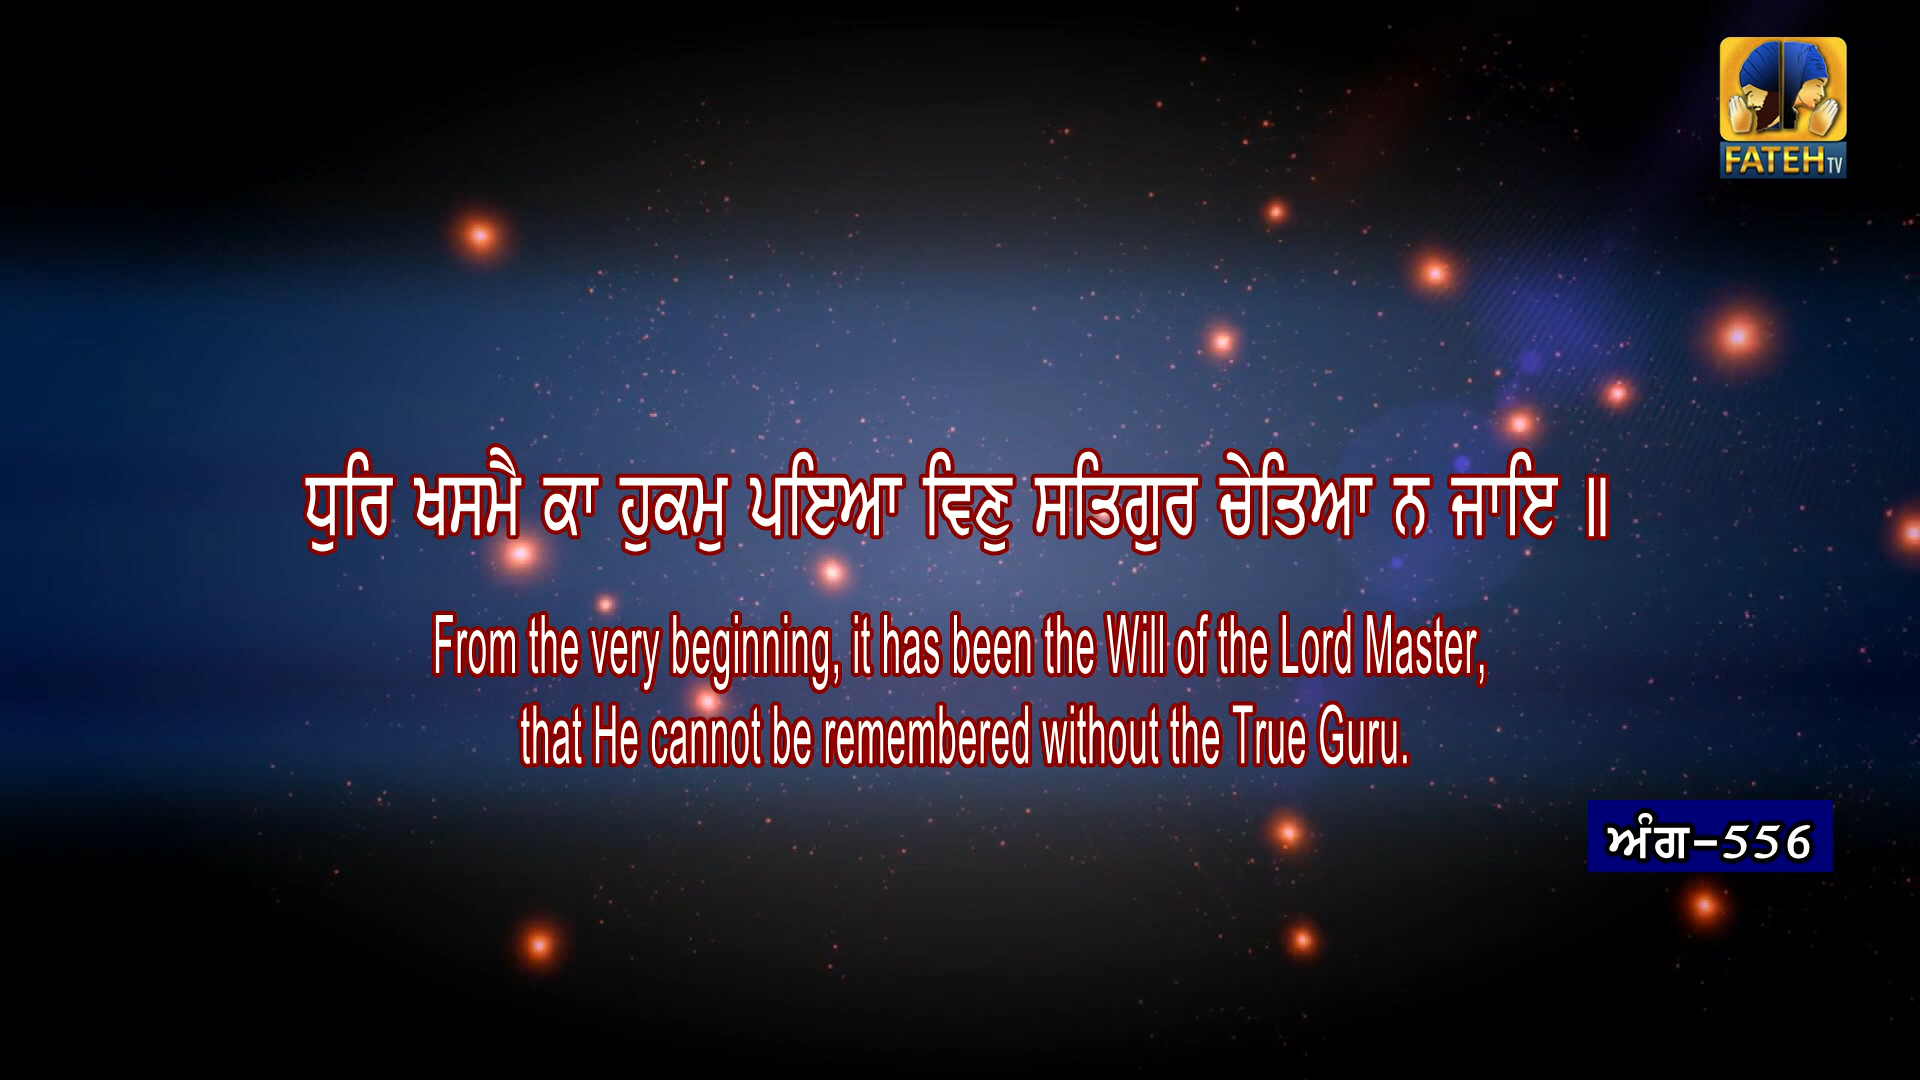 FATEH TV
ਧੁਰਿ ਖਸਮੈ ਕਾ ਹੁਕਮੁ ਪਇਆ ਵਿਣੁ ਸਤਿਗੁਰ ਚੇਤਿਆ ਨ ਜਾਇ ॥
From the very beginning, it has been the Will of the Lord Master,
that He cannot be remembered without the True Guru.
ਅੰਗ-556